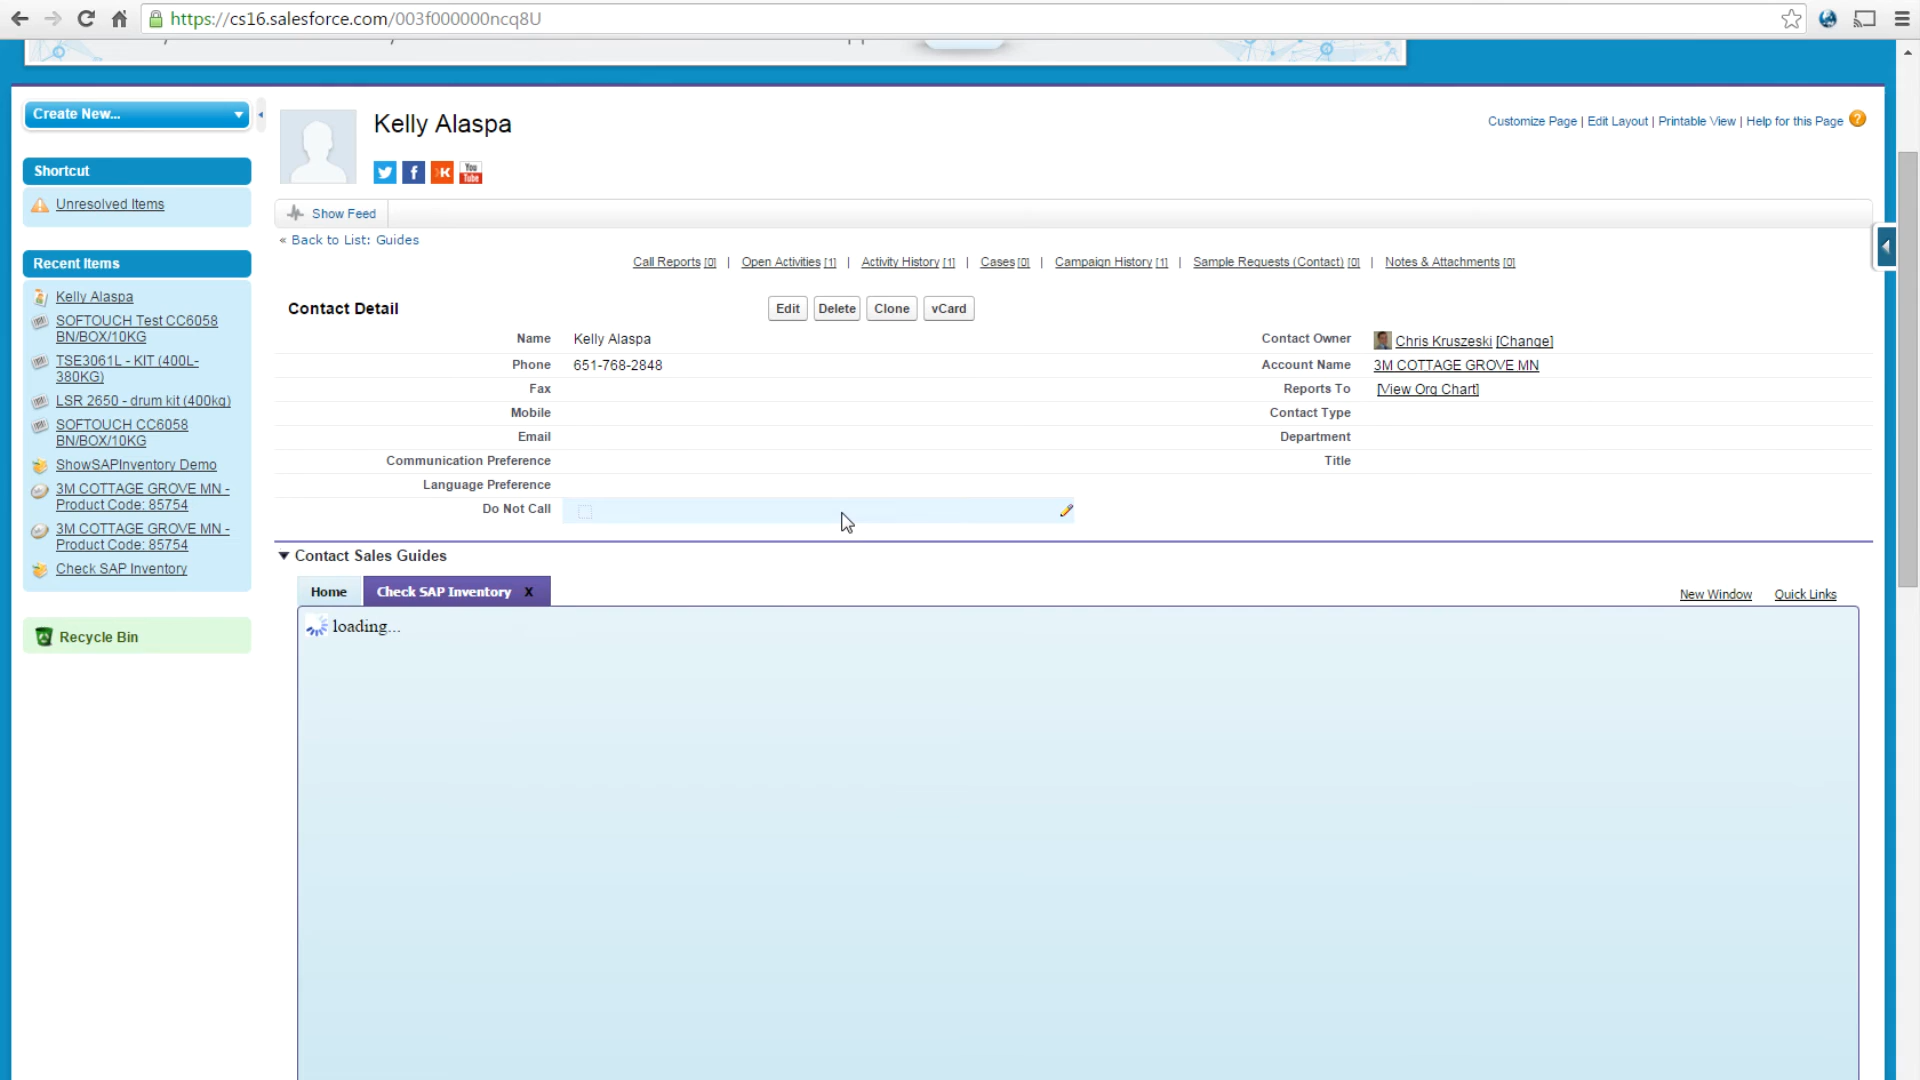 https://cs16.salesforce.com/003f000000ncq8U
Create New...
Kelly Alaspa
Customize Page | Edit Layout | Printable View | Help for this Page ?
You Tube
Shortcut
Unresolved Items
Show Feed
« Back to List: Guides
Call Reports [0] | Open Activities [1] | Activity History [1] | Cases [0] | Campaign History [1] | Sample Requests (Contact) [0] | Notes & Attachments [0]
Recent Items
Kelly Alaspa
SOFTOUCH Test CC6058
BN/BOX/10KG
TSE3061L - KIT (400L-
380KG)
LSR 2650 - drum kit (400kg)
SOFTOUCH CC6058
BN/BOX/10KG
ShowSAPInventory Demo
3M COTTAGE GROVE MN -
Product Code: 85754
3M COTTAGE GROVE MN -
Product Code: 85754
Check SAP Inventory
Recycle Bin
Contact Detail
Edit Delete Clone vCard
Name Kelly Alaspa
Contact Owner Chris Kruszeski [Change]
Phone 651-768-2848
Account Name 3M COTTAGE GROVE MN
Fax
Reports To [View Org Chart]
Mobile
Contact Type
Email
Department
Communication Preference
Title
Language Preference
Do Not Call
Contact Sales Guides
Home Check SAP Inventory X
New Window Quick Links
loading...